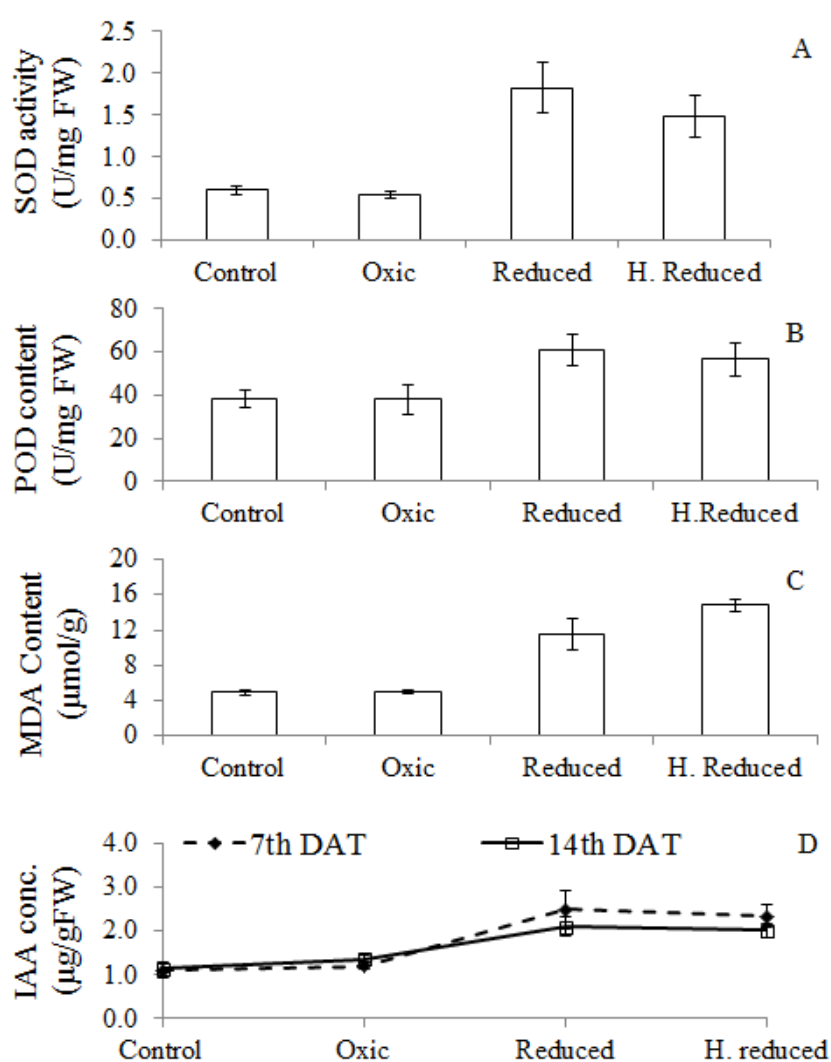 A
SOD activity
(U/mg FW)
2.5
2.0
1.5
1.0
0.5
0.0
Control Oxic Reduced H. Reduced
B
POD content
(U/mg FW)
80
60
40
20
0
Control Oxic Reduced H.Reduced
C
MDA Content
(µmol/g)
20
16
12
8
4
0
Control Oxic Reduced H. Reduced
7th DAT 14th DAT D
IAA conc.
(µg/gFW)
4.0
3.0
2.0
1.0
0.0
Control Oxic Reduced H. reduced